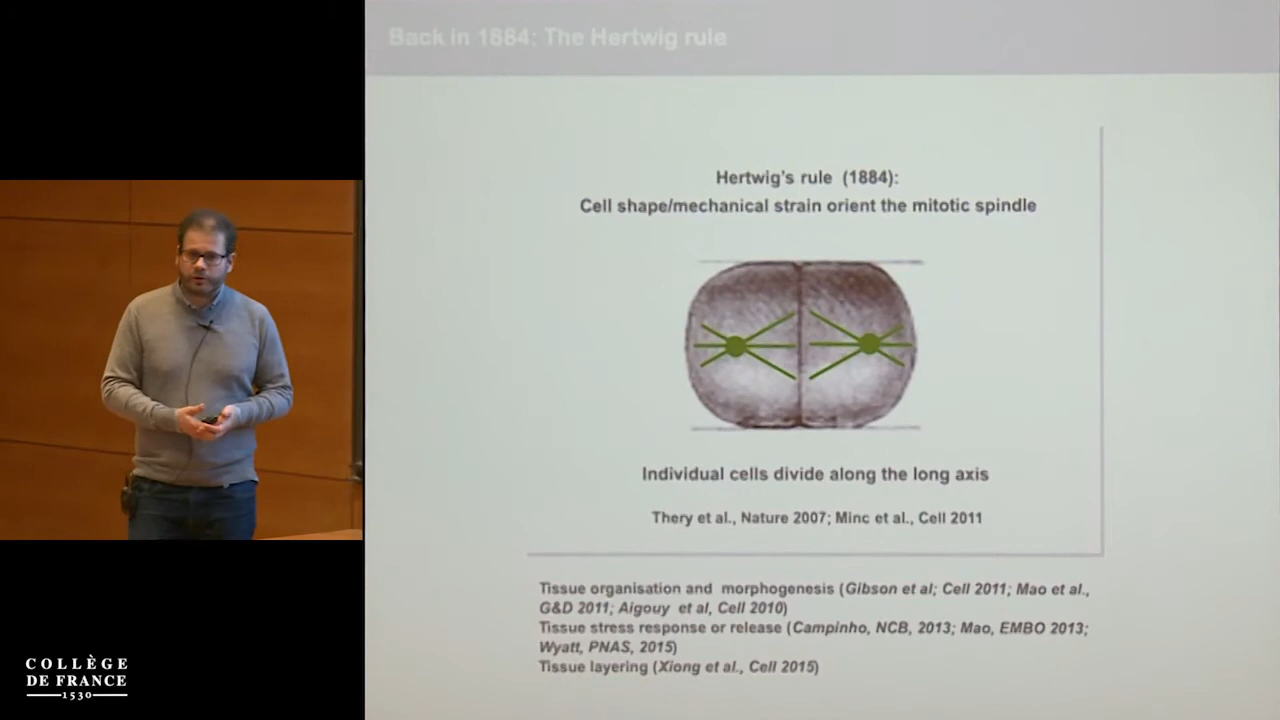 Back in 1884: The Hertwig rule
Hertwig's rule (1884):
Cell shape/mechanical strain orient the mitotic spindle
Individual cells divide along the long axis
Thery et al., Nature 2007; Minc et al., Cell 2011
Tissue organisation and morphogenesis (Gibson et al; Cell 2011; Mao et al.,
G&D 2011; Aigouy et al, Cell 2010)
Tissue stress response or release (Campinho, NCB, 2013; Mao, EMBO 2013;
Wyatt, PNAS, 2015)
Tissue layering (Xiong et al., Cell 2015)
COLLÈGE
DE FRANCE
1530